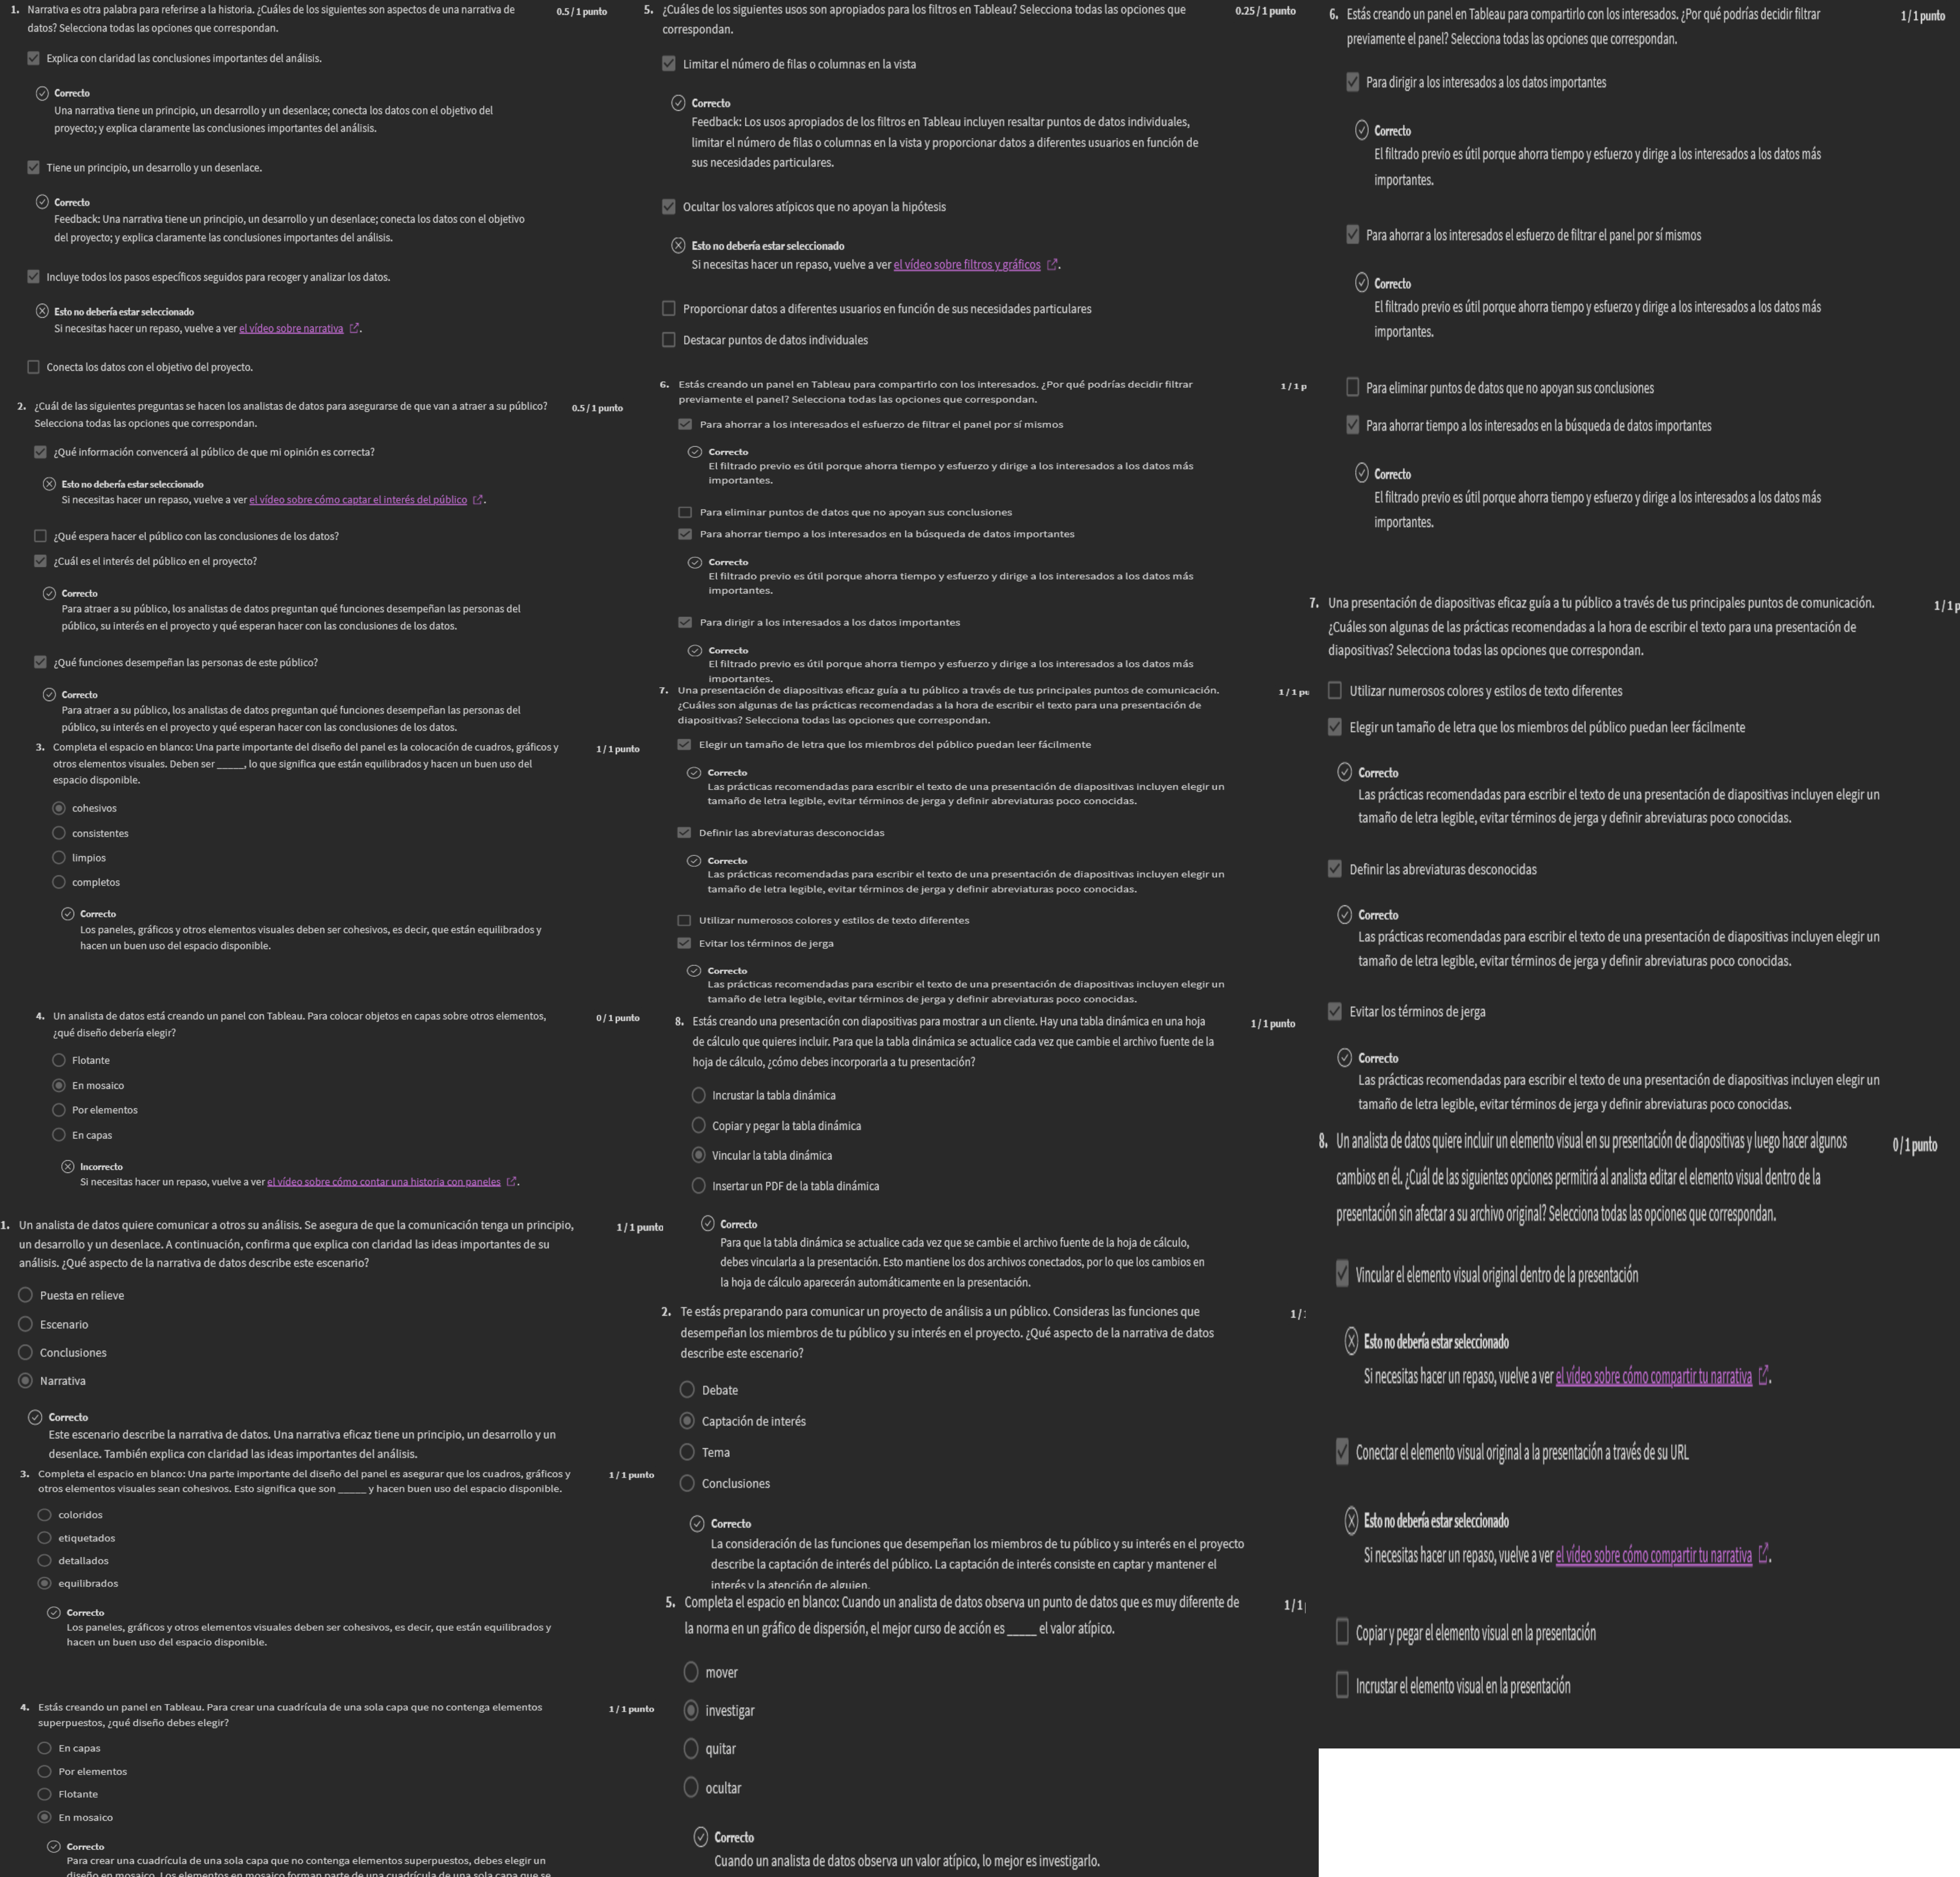 1. Narrativa es otra palabra para referirse a la historia. ¿Cuáles de los siguientes son aspectos de una narrativa de
datos? Selecciona todas las opciones que correspondan.
0.5 / 1 punto
Explica con claridad las conclusiones importantes del análisis.
Correcto
Una narrativa tiene un principio, un desarrollo y un desenlace; conecta los datos con el objetivo del
proyecto; y explica claramente las conclusiones importantes del análisis.
Tiene un principio, un desarrollo y un desenlace.
Correcto
Feedback: Una narrativa tiene un principio, un desarrollo y un desenlace; conecta los datos con el objetivo
del proyecto; y explica claramente las conclusiones importantes del análisis.
Incluye todos los pasos específicos seguidos para recoger y analizar los datos.
Esto no debería estar seleccionado
Si necesitas hacer un repaso, vuelve a ver el vídeo sobre narrativa.
Conecta los datos con el objetivo del proyecto.
2. ¿Cuál de las siguientes preguntas se hacen los analistas de datos para asegurarse de que van a atraer a su público?
Selecciona todas las opciones que correspondan.
0.5 / 1 punto
¿Qué información convencerá al público de que mi opinión es correcta?
Esto no debería estar seleccionado
Si necesitas hacer un repaso, vuelve a ver el vídeo sobre cómo captar el interés del público.
¿Qué espera hacer el público con las conclusiones de los datos?
¿Cuál es el interés del público en el proyecto?
Correcto
Para atraer a su público, los analistas de datos preguntan qué funciones desempeñan las personas del
público, su interés en el proyecto y qué esperan hacer con las conclusiones de los datos.
¿Qué funciones desempeñan las personas de este público?
Correcto
Para atraer a su público, los analistas de datos preguntan qué funciones desempeñan las personas del
público, su interés en el proyecto y qué esperan hacer con las conclusiones de los datos.
3. Completa el espacio en blanco: Una parte importante del diseño del panel es la colocación de cuadros, gráficos y
otros elementos visuales. Deben ser _____, lo que significa que están equilibrados y hacen un buen uso del
espacio disponible.
1 / 1 punto
cohesivos
consistentes
limpios
completos
Correcto
Los paneles, gráficos y otros elementos visuales deben ser cohesivos, es decir, que están equilibrados y
hacen un buen uso del espacio disponible.
4. Un analista de datos está creando un panel con Tableau. Para colocar objetos en capas sobre otros elementos,
¿qué diseño debería elegir?
0 / 1 punto
Flotante
En mosaico
Por elementos
En capas
Incorrecto
Si necesitas hacer un repaso, vuelve a ver el vídeo sobre cómo contar una historia con paneles.
1. Un analista de datos quiere comunicar a otros su análisis. Se asegura de que la comunicación tenga un principio,
un desarrollo y un desenlace. A continuación, confirma que explica con claridad las ideas importantes de su
análisis. ¿Qué aspecto de la narrativa de datos describe este escenario?
1 / 1 punto
Puesta en relieve
Escenario
Conclusiones
Narrativa
Correcto
Este escenario describe la narrativa de datos. Una narrativa eficaz tiene un principio, un desarrollo y un
desenlace. También explica con claridad las ideas importantes del análisis.
3. Completa el espacio en blanco: Una parte importante del diseño del panel es asegurar que los cuadros, gráficos y
otros elementos visuales sean cohesivos. Esto significa que son _____ y hacen buen uso del espacio disponible.
1 / 1 punto
coloridos
etiquetados
detallados
equilibrados
Correcto
Los paneles, gráficos y otros elementos visuales deben ser cohesivos, es decir, que están equilibrados y
hacen un buen uso del espacio disponible.
4. Estás creando un panel en Tableau. Para crear una cuadrícula de una sola capa que no contenga elementos
superpuestos, ¿qué diseño debes elegir?
1 / 1 punto
En capas
Por elementos
Flotante
En mosaico
Correcto
Para crear una cuadrícula de una sola capa que no contenga elementos superpuestos, debes elegir un
diseño en mosaico. Los elementos en mosaico forman parte de una cuadrícula de una sola capa que se
5. ¿Cuáles de los siguientes usos son apropiados para los filtros en Tableau? Selecciona todas las opciones que
correspondan.
0.25 / 1 punto
Limitar el número de filas o columnas en la vista
Correcto
Feedback: Los usos apropiados de los filtros en Tableau incluyen resaltar puntos de datos individuales,
limitar el número de filas o columnas en la vista y proporcionar datos a diferentes usuarios en función de
sus necesidades particulares.
Ocultar los valores atípicos que no apoyan la hipótesis
Esto no debería estar seleccionado
Si necesitas hacer un repaso, vuelve a ver el vídeo sobre filtros y gráficos.
Proporcionar datos a diferentes usuarios en función de sus necesidades particulares
Destacar puntos de datos individuales
6. Estás creando un panel en Tableau para compartirlo con los interesados. ¿Por qué podrías decidir filtrar
previamente el panel? Selecciona todas las opciones que correspondan.
1 / 1 p
Para ahorrar a los interesados el esfuerzo de filtrar el panel por sí mismos
Correcto
El filtrado previo es útil porque ahorra tiempo y esfuerzo y dirige a los interesados a los datos más
importantes.
Para eliminar puntos de datos que no apoyan sus conclusiones
Para ahorrar tiempo a los interesados en la búsqueda de datos importantes
Correcto
El filtrado previo es útil porque ahorra tiempo y esfuerzo y dirige a los interesados a los datos más
importantes.
Para dirigir a los interesados a los datos importantes
Correcto
El filtrado previo es útil porque ahorra tiempo y esfuerzo y dirige a los interesados a los datos más
importantes.
7. Una presentación de diapositivas eficaz guía a tu público a través de tus principales puntos de comunicación.
¿Cuáles son algunas de las prácticas recomendadas a la hora de escribir el texto para una presentación de
diapositivas? Selecciona todas las opciones que correspondan.
1 / 1 pu
Elegir un tamaño de letra que los miembros del público puedan leer fácilmente
Correcto
Las prácticas recomendadas para escribir el texto de una presentación de diapositivas incluyen elegir un
tamaño de letra legible, evitar términos de jerga y definir abreviaturas poco conocidas.
Definir las abreviaturas desconocidas
Correcto
Las prácticas recomendadas para escribir el texto de una presentación de diapositivas incluyen elegir un
tamaño de letra legible, evitar términos de jerga y definir abreviaturas poco conocidas.
Utilizar numerosos colores y estilos de texto diferentes
Evitar los términos de jerga
Correcto
Las prácticas recomendadas para escribir el texto de una presentación de diapositivas incluyen elegir un
tamaño de letra legible, evitar términos de jerga y definir abreviaturas poco conocidas.
8. Estás creando una presentación con diapositivas para mostrar a un cliente. Hay una tabla dinámica en una hoja
de cálculo que quieres incluir. Para que la tabla dinámica se actualice cada vez que cambie el archivo fuente de la
hoja de cálculo, ¿cómo debes incorporarla a tu presentación?
1 / 1 punto
Incrustar la tabla dinámica
Copiar y pegar la tabla dinámica
Vincular la tabla dinámica
Insertar un PDF de la tabla dinámica
Correcto
Para que la tabla dinámica se actualice cada vez que se cambie el archivo fuente de la hoja de cálculo,
debes vincularla a la presentación. Esto mantiene los dos archivos conectados, por lo que los cambios en
la hoja de cálculo aparecerán automáticamente en la presentación.
2. Te estás preparando para comunicar un proyecto de análisis a un público. Consideras las funciones que
desempeñan los miembros de tu público y su interés en el proyecto. ¿Qué aspecto de la narrativa de datos
describe este escenario?
1 / 1
Debate
Captación de interés
Tema
Conclusiones
Correcto
La consideración de las funciones que desempeñan los miembros de tu público y su interés en el proyecto
describe la captación de interés del público. La captación de interés consiste en captar y mantener el
interés y la atención de alguien.
5. Completa el espacio en blanco: Cuando un analista de datos observa un punto de datos que es muy diferente de
la norma en un gráfico de dispersión, el mejor curso de acción es _____ el valor atípico.
1 / 1
mover
investigar
quitar
ocultar
Correcto
Cuando un analista de datos observa un valor atípico, lo mejor es investigarlo.
6. Estás creando un panel en Tableau para compartirlo con los interesados. ¿Por qué podrías decidir filtrar
previamente el panel? Selecciona todas las opciones que correspondan.
1 / 1 punto
Para dirigir a los interesados a los datos importantes
Correcto
El filtrado previo es útil porque ahorra tiempo y esfuerzo y dirige a los interesados a los datos más
importantes.
Para ahorrar a los interesados el esfuerzo de filtrar el panel por sí mismos
Correcto
El filtrado previo es útil porque ahorra tiempo y esfuerzo y dirige a los interesados a los datos más
importantes.
Para eliminar puntos de datos que no apoyan sus conclusiones
Para ahorrar tiempo a los interesados en la búsqueda de datos importantes
Correcto
El filtrado previo es útil porque ahorra tiempo y esfuerzo y dirige a los interesados a los datos más
importantes.
7. Una presentación de diapositivas eficaz guía a tu público a través de tus principales puntos de comunicación.
¿Cuáles son algunas de las prácticas recomendadas a la hora de escribir el texto para una presentación de
diapositivas? Selecciona todas las opciones que correspondan.
1 / 1 p
Utilizar numerosos colores y estilos de texto diferentes
Elegir un tamaño de letra que los miembros del público puedan leer fácilmente
Correcto
Las prácticas recomendadas para escribir el texto de una presentación de diapositivas incluyen elegir un
tamaño de letra legible, evitar términos de jerga y definir abreviaturas poco conocidas.
Definir las abreviaturas desconocidas
Correcto
Las prácticas recomendadas para escribir el texto de una presentación de diapositivas incluyen elegir un
tamaño de letra legible, evitar términos de jerga y definir abreviaturas poco conocidas.
Evitar los términos de jerga
Correcto
Las prácticas recomendadas para escribir el texto de una presentación de diapositivas incluyen elegir un
tamaño de letra legible, evitar términos de jerga y definir abreviaturas poco conocidas.
8. Un analista de datos quiere incluir un elemento visual en su presentación de diapositivas y luego hacer algunos
cambios en él. ¿Cuál de las siguientes opciones permitirá al analista editar el elemento visual dentro de la
presentación sin afectar a su archivo original? Selecciona todas las opciones que correspondan.
0 / 1 punto
Vincular el elemento visual original dentro de la presentación
Esto no debería estar seleccionado
Si necesitas hacer un repaso, vuelve a ver el vídeo sobre cómo compartir tu narrativa.
Conectar el elemento visual original a la presentación a través de su URL
Esto no debería estar seleccionado
Si necesitas hacer un repaso, vuelve a ver el vídeo sobre cómo compartir tu narrativa.
Copiar y pegar el elemento visual en la presentación
Incrustar el elemento visual en la presentación